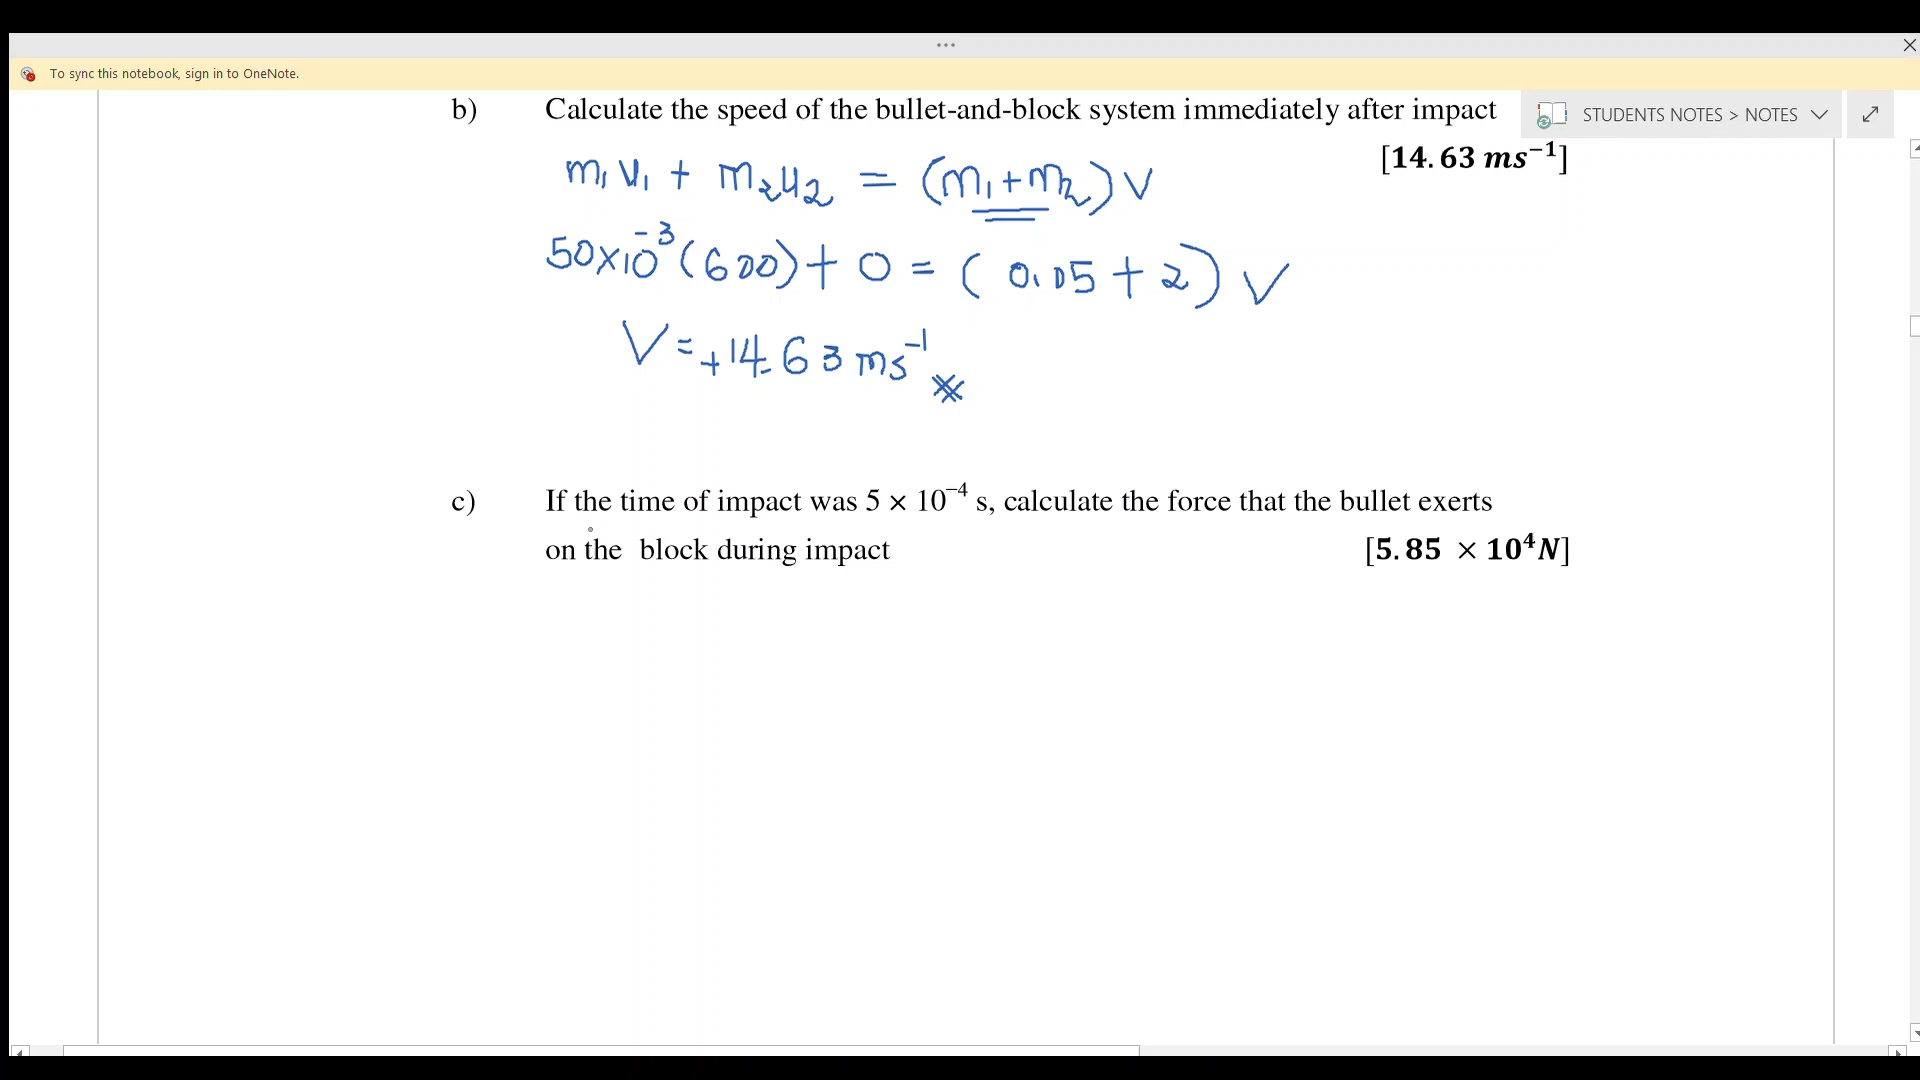 To sync this notebook, sign in to OneNote.
STUDENTS NOTES > NOTES
b) Calculate the speed of the bullet-and-block system immediately after impact
[14.63 ms⁻¹]
m₁u₁ + m₂u₂ = (m₁+m₂)V
50×10⁻³(600)+ 0 = ( 0.05 + 2) V
V = +14.63 ms⁻¹
c) If the time of impact was 5 × 10⁻⁴ s, calculate the force that the bullet exerts
on the block during impact [5.85 × 10⁴N]